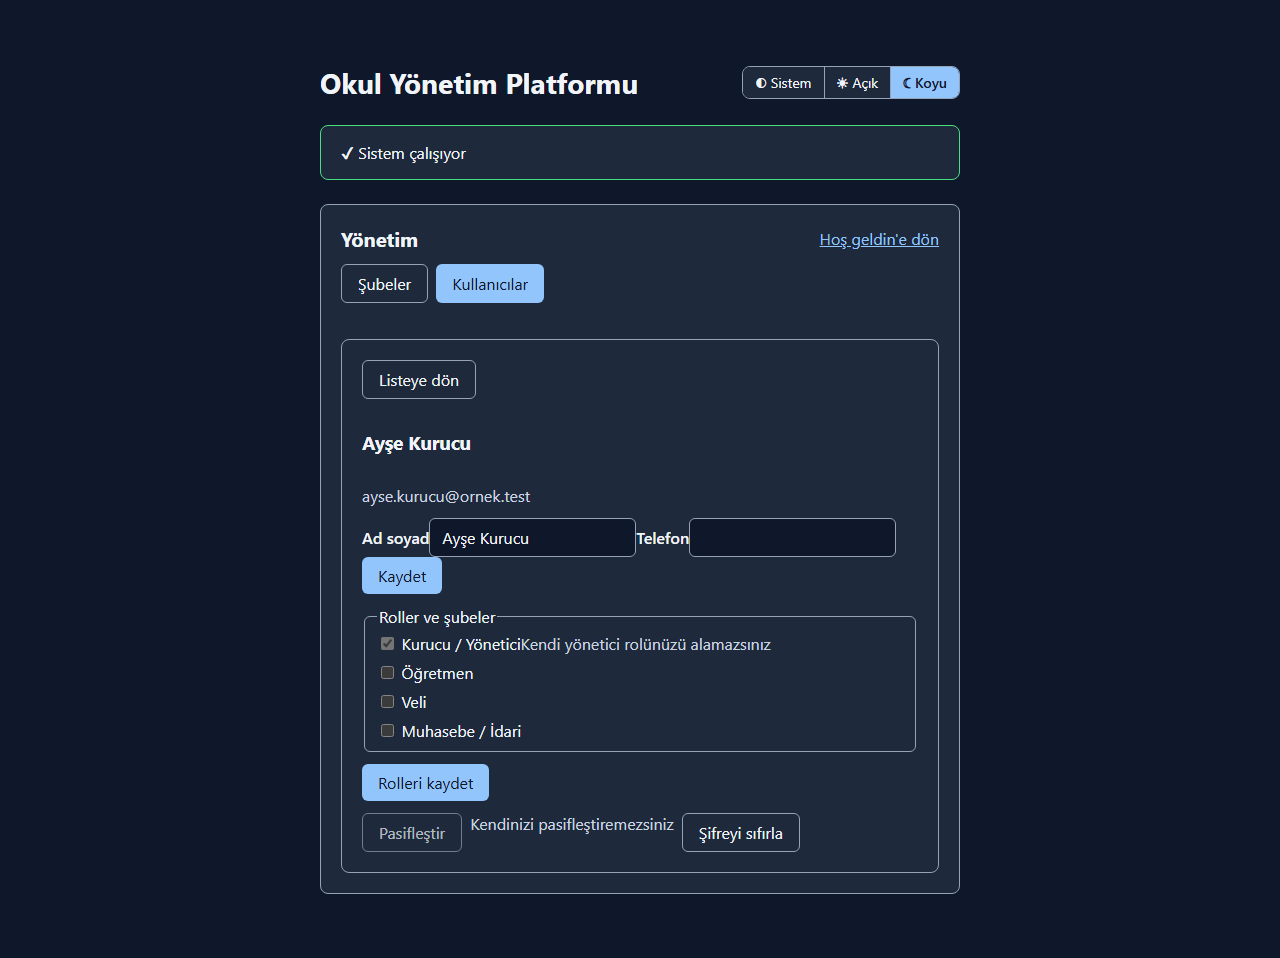 Okul Yönetim Platformu
◐ Sistem ☀ Açık ☾ Koyu
✓ Sistem çalışıyor
Yönetim
Hoş geldin'e dön
Şubeler Kullanıcılar
Listeye dön
Ayşe Kurucu
ayse.kurucu@ornek.test
Ad soyad Ayşe Kurucu Telefon
Kaydet
Roller ve şubeler
Kurucu / YöneticiKendi yönetici rolünüzü alamazsınız
Öğretmen
Veli
Muhasebe / İdari
Rolleri kaydet
Pasifleştir Kendinizi pasifleştiremezsiniz Şifreyi sıfırla